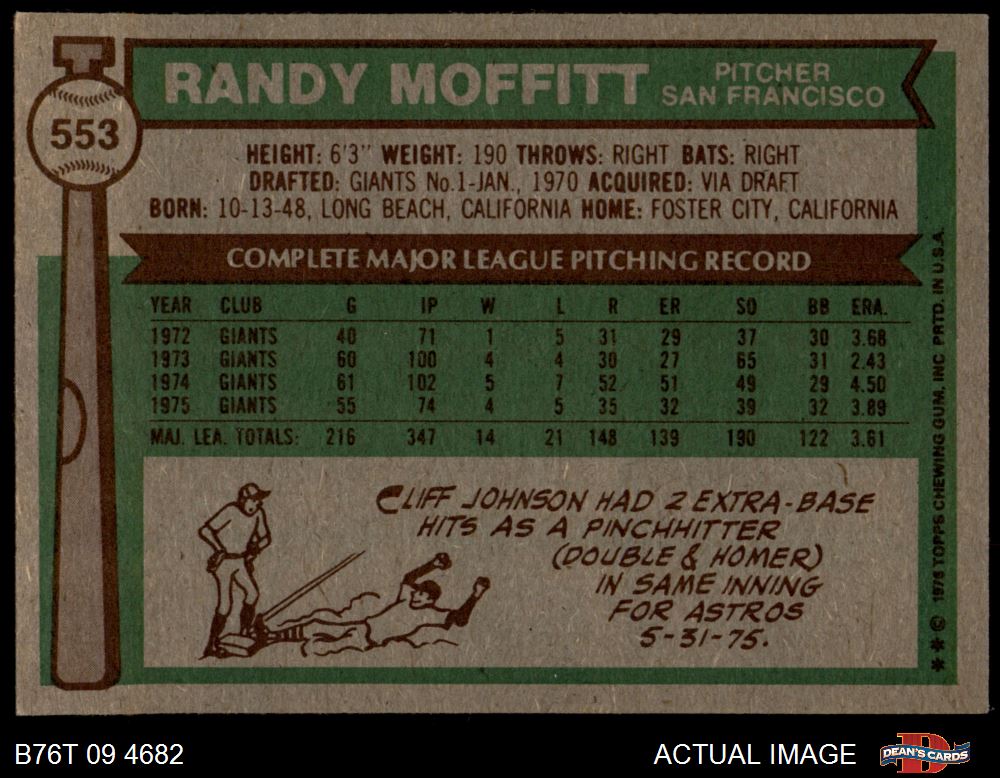 RANDY MOFFITT
PITCHER
SAN FRANCISCO
553
HEIGHT: 6'3" WEIGHT: 190 THROWS: RIGHT BATS: RIGHT
DRAFTED: GIANTS No.1-JAN., 1970 ACQUIRED: VIA DRAFT
BORN: 10-13-48, LONG BEACH, CALIFORNIA HOME: FOSTER CITY, CALIFORNIA
COMPLETE MAJOR LEAGUE PITCHING RECORD
YEAR CLUB G IP W L R ER SO BB ERA.
1972 GIANTS 40 71 1 5 31 29 37 30 3.68
1973 GIANTS 60 100 4 4 30 27 65 31 2.43
1974 GIANTS 61 102 5 7 52 51 49 29 4.50
1975 GIANTS 55 74 4 5 35 32 39 32 3.89
MAJ. LEA. TOTALS: 216 347 14 21 148 139 190 122 3.61
CLIFF JOHNSON HAD 2 EXTRA-BASE
HITS AS A PINCHHITTER
(DOUBLE & HOMER)
IN SAME INNING
FOR ASTROS
5-31-75.
** © 1976 TOPPS CHEWING GUM, INC PRTD. IN U.S.A.
B76T 09 4682
ACTUAL IMAGE
D
DEAN'S CARDS